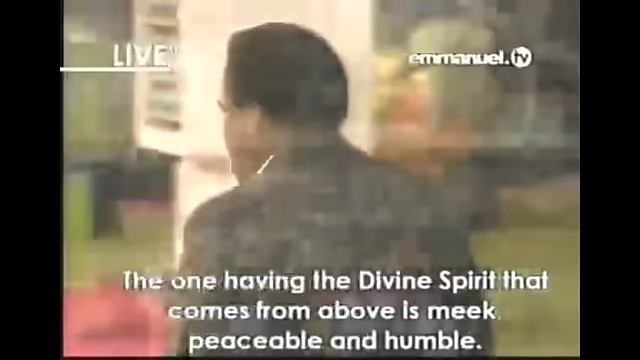 LIVE
emmanuel.tv
The one having the Divine Spirit that
comes from above is meek,
peaceable and humble.